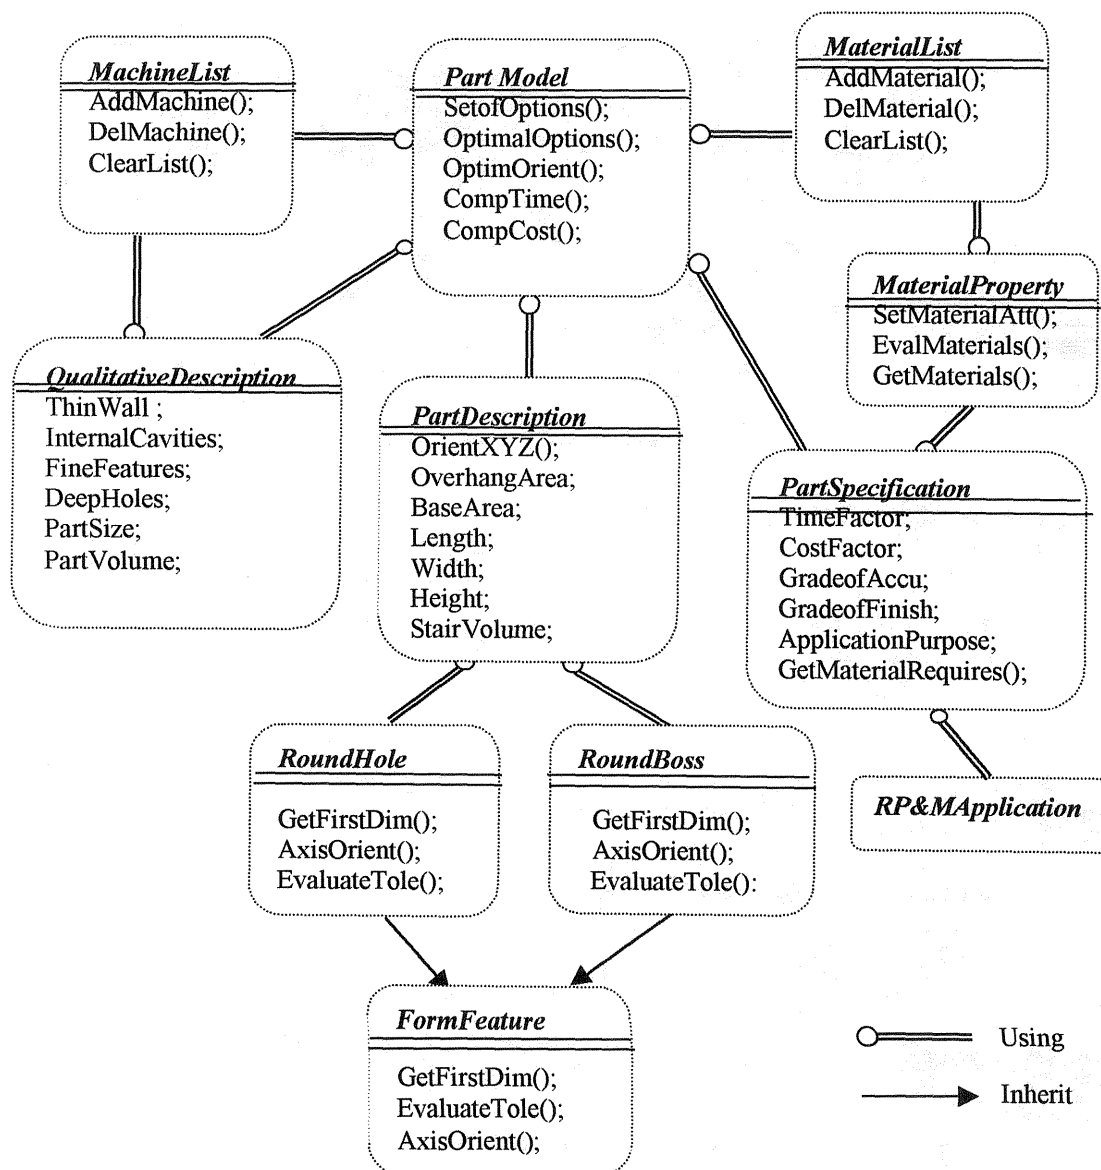 MachineList
AddMachine();
DelMachine();
ClearList();
Part Model
SetofOptions();
OptimalOptions();
OptimOrient();
CompTime();
CompCost();
MaterialList
AddMaterial();
DelMaterial();
ClearList();
MaterialProperty
SetMaterialAtt();
EvalMaterials();
GetMaterials();
QualitativeDescription
ThinWall ;
InternalCavities;
FineFeatures;
DeepHoles;
PartSize;
PartVolume;
PartDescription
OrientXYZ();
OverhangArea;
BaseArea;
Length;
Width;
Height;
StairVolume;
PartSpecification
TimeFactor;
CostFactor;
GradeofAccu;
GradeofFinish;
ApplicationPurpose;
GetMaterialRequires();
RoundHole
GetFirstDim();
AxisOrient();
EvaluateTole();
RoundBoss
GetFirstDim();
AxisOrient();
EvaluateTole():
RP&MApplication
FormFeature
GetFirstDim();
EvaluateTole();
AxisOrient();
Using
Inherit